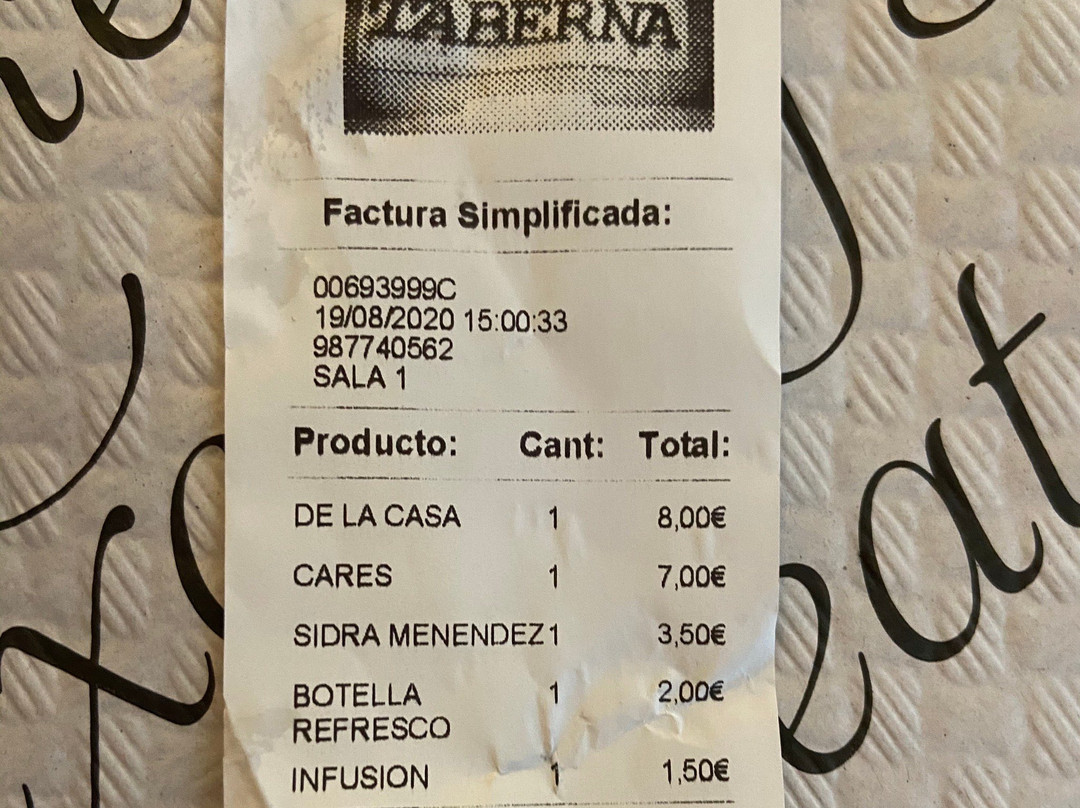 TABERNA
Factura Simplificada:
00693999C
19/08/2020 15:00:33
987740562
SALA 1
Producto: Cant: Total:
DE LA CASA 1 8,00€
CARES 1 7,00€
SIDRA MENENDEZ1 3,50€
BOTELLA 1 2,00€
REFRESCO
INFUSION 1 1,50€
eat